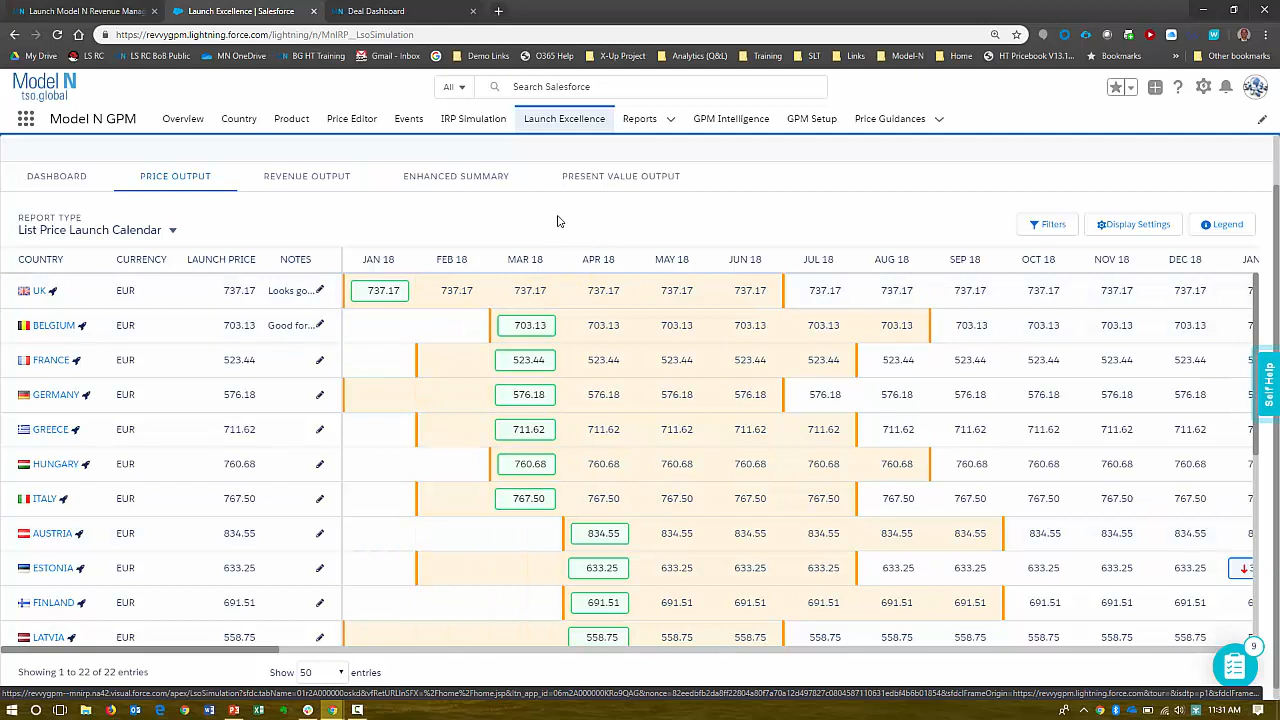 Launch Model N Revenue Manag
Launch Excellence | Salesforce
Deal Dashboard
https://revvygpm.lightning.force.com/lightning/n/MnIRP__LsoSimulation
My Drive
LS RC
LS RC BoB Public
MN OneDrive
BG HT Training
Gmail - Inbox
Demo Links
O365 Help
X-Up Project
Analytics (Q&L)
Training
SLT
Links
Model-N
Home
HT Pricebook V13.1...
Bookmarks
Other bookmarks
Model N
tso.global
All
Search Salesforce
Model N GPM
Overview
Country
Product
Price Editor
Events
IRP Simulation
Launch Excellence
Reports
GPM Intelligence
GPM Setup
Price Guidances
DASHBOARD
PRICE OUTPUT
REVENUE OUTPUT
ENHANCED SUMMARY
PRESENT VALUE OUTPUT
REPORT TYPE
List Price Launch Calendar
Filters
Display Settings
Legend
COUNTRY CURRENCY LAUNCH PRICE NOTES JAN 18 FEB 18 MAR 18 APR 18 MAY 18 JUN 18 JUL 18 AUG 18 SEP 18 OCT 18 NOV 18 DEC 18 JAN
UK EUR 737.17 Looks go... 737.17 737.17 737.17 737.17 737.17 737.17 737.17 737.17 737.17 737.17 737.17 737.17 7
BELGIUM EUR 703.13 Good for... 703.13 703.13 703.13 703.13 703.13 703.13 703.13 703.13 703.13 703.13 7
FRANCE EUR 523.44 523.44 523.44 523.44 523.44 523.44 523.44 523.44 523.44 523.44 523.44 5
GERMANY EUR 576.18 576.18 576.18 576.18 576.18 576.18 576.18 576.18 576.18 576.18 576.18 5
GREECE EUR 711.62 711.62 711.62 711.62 711.62 711.62 711.62 711.62 711.62 711.62 711.62 7
HUNGARY EUR 760.68 760.68 760.68 760.68 760.68 760.68 760.68 760.68 760.68 760.68 760.68 7
ITALY EUR 767.50 767.50 767.50 767.50 767.50 767.50 767.50 767.50 767.50 767.50 767.50 7
AUSTRIA EUR 834.55 834.55 834.55 834.55 834.55 834.55 834.55 834.55 834.55 834.55 8
ESTONIA EUR 633.25 633.25 633.25 633.25 633.25 633.25 633.25 633.25 633.25 633.25
FINLAND EUR 691.51 691.51 691.51 691.51 691.51 691.51 691.51 691.51 691.51 691.51 6
LATVIA EUR 558.75 558.75 558.75 558.75 558.75 558.75 558.75 558.75 558.75 558.75 5
Self Help
9
Showing 1 to 22 of 22 entries
Show 50 entries
11:31 AM